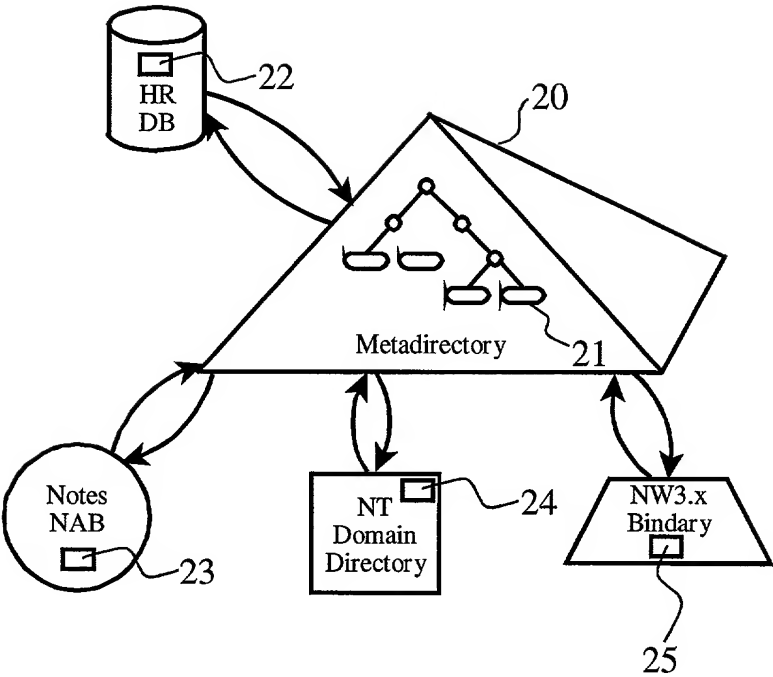 22
HR
DB
20
21
Metadirectory
Notes
NAB
23
NT
Domain
Directory
24
NW3.x
Bindary
25